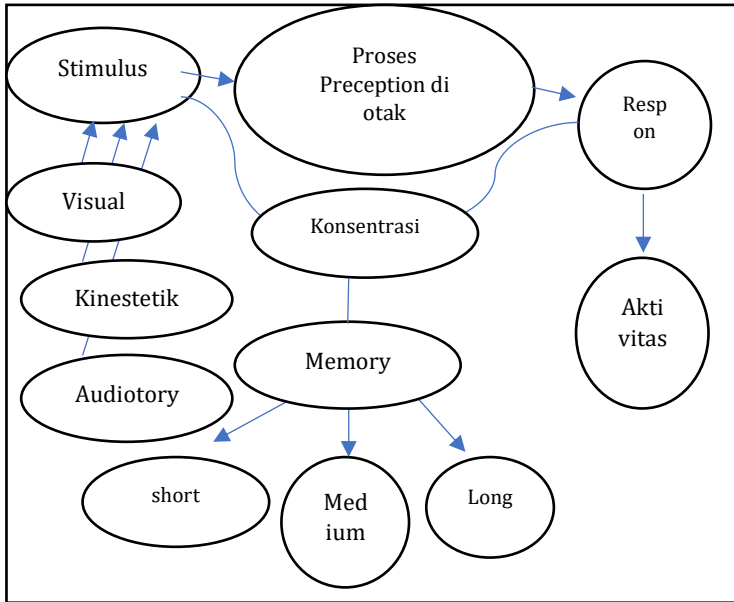 Stimulus
Proses
Preception di
otak
Resp
on
Visual
Konsentrasi
Kinestetik
Akti
vitas
Memory
Audiotory
short
Med
ium
Long